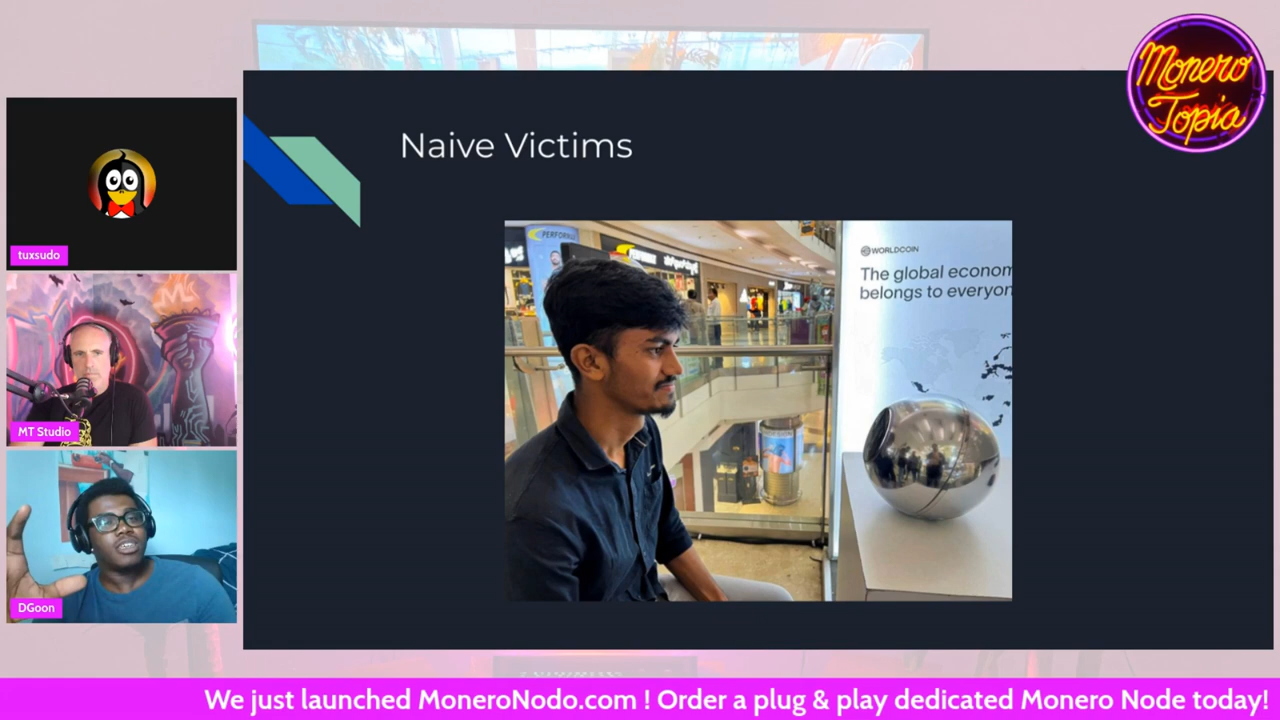 Monero
Topia
Naive Victims
tuxsudo
MT Studio
DGoon
WORLDCOIN
The global econom
belongs to everyon
We just launched MoneroNodo.com ! Order a plug & play dedicated Monero Node today!